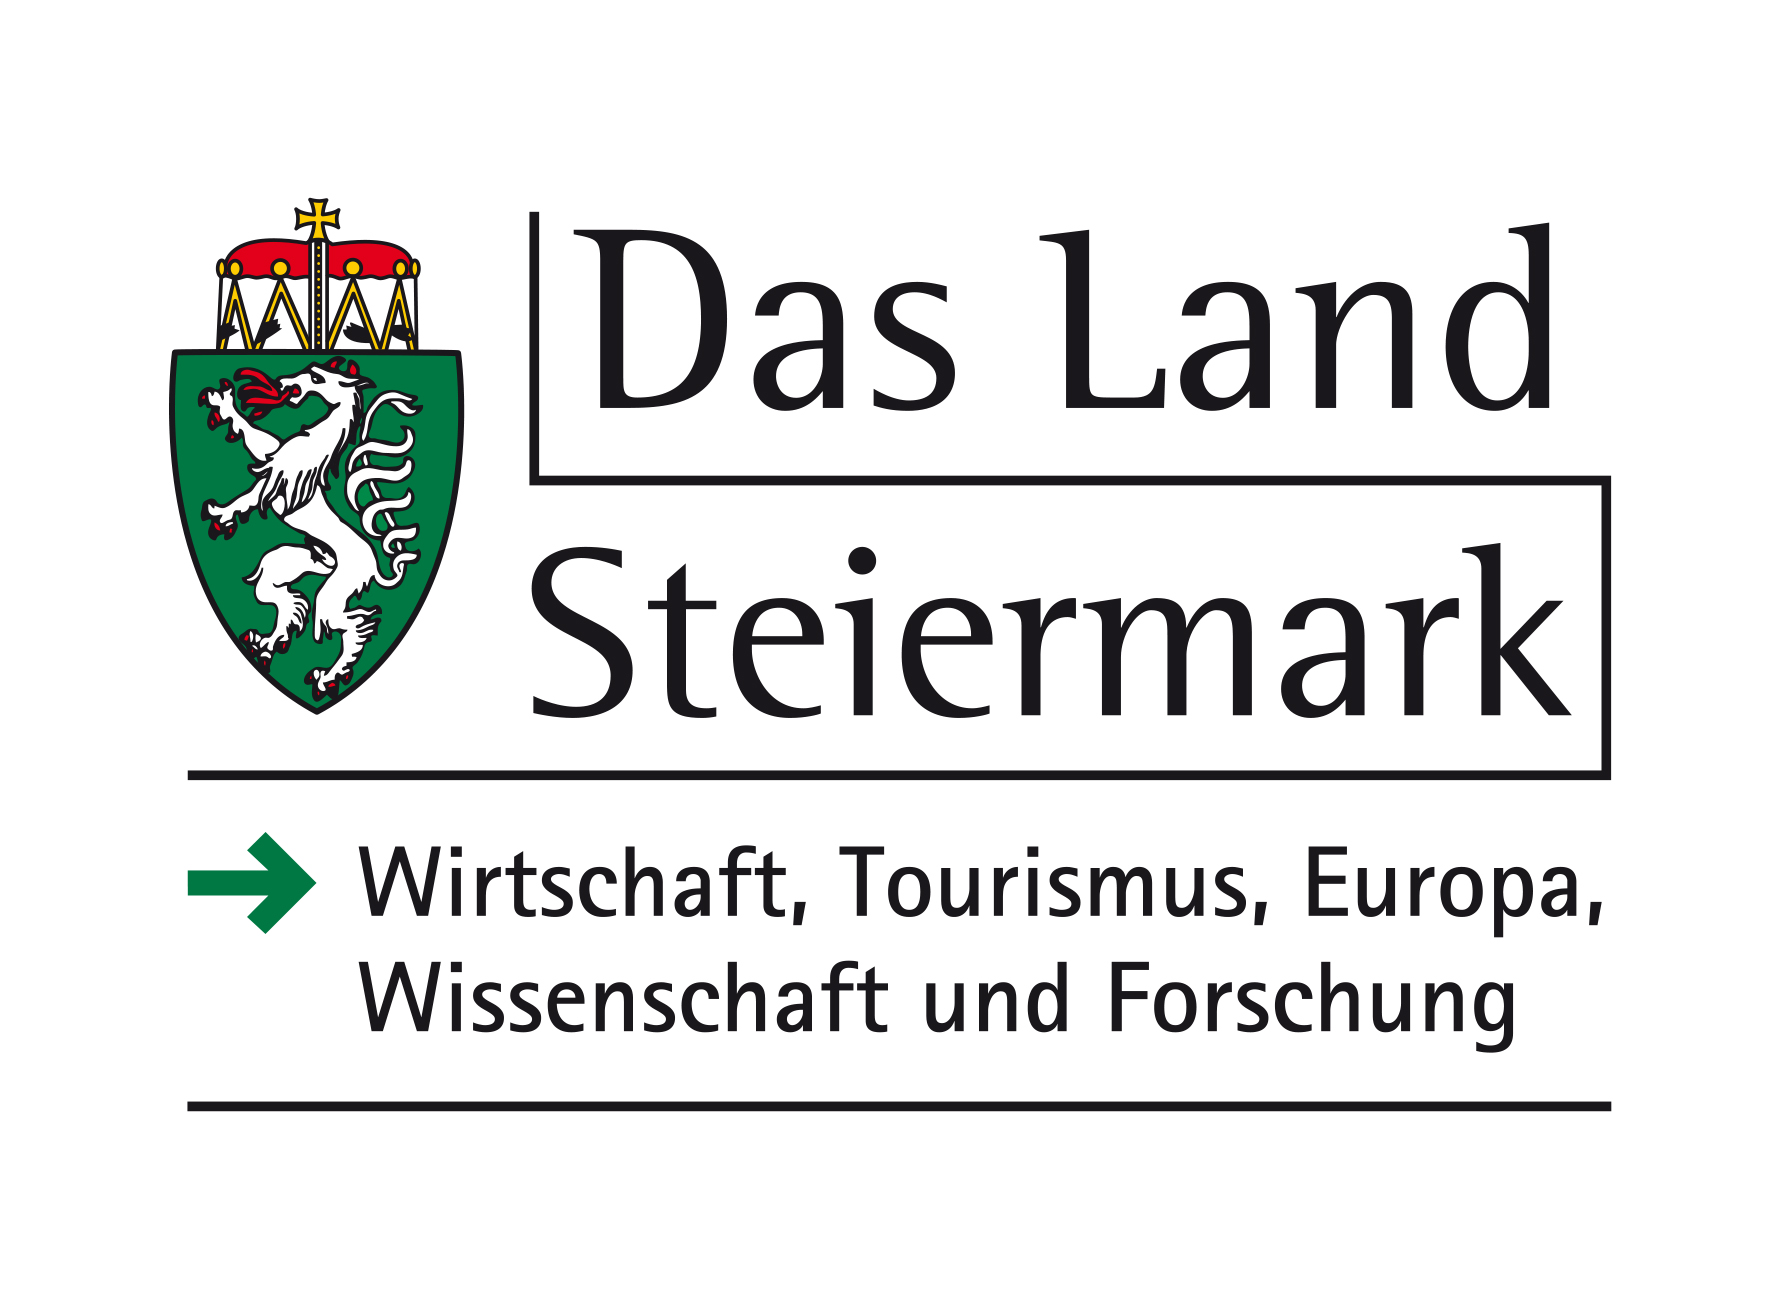 Das Land
Steiermark
Wirtschaft, Tourismus, Europa,
Wissenschaft und Forschung